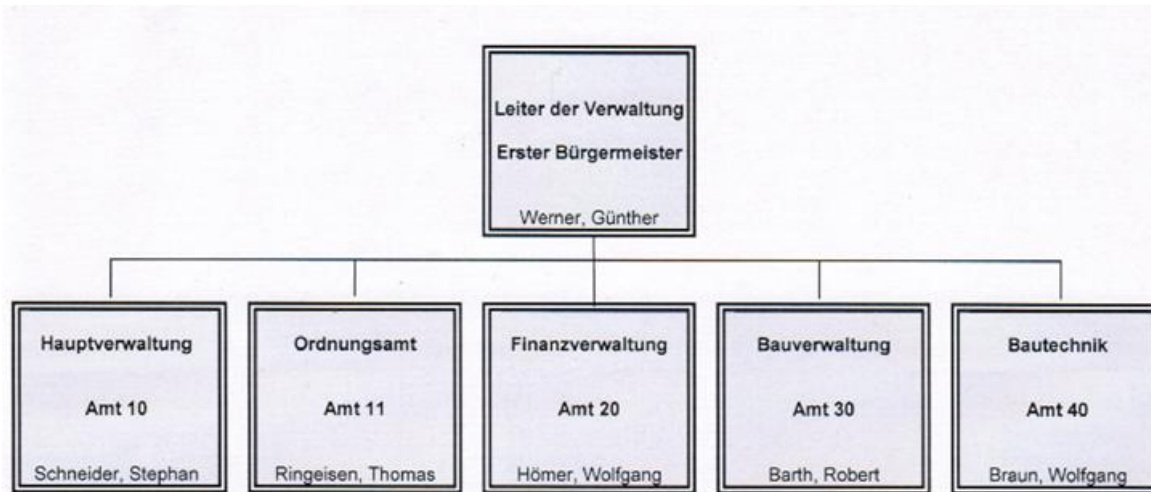 Leiter der Verwaltung
Erster Bürgermeister
Werner, Günther
Hauptverwaltung
Amt 10
Schneider, Stephan
Ordnungsamt
Amt 11
Ringeisen, Thomas
Finanzverwaltung
Amt 20
Hömer, Wolfgang
Bauverwaltung
Amt 30
Barth, Robert
Bautechnik
Amt 40
Braun, Wolfgang